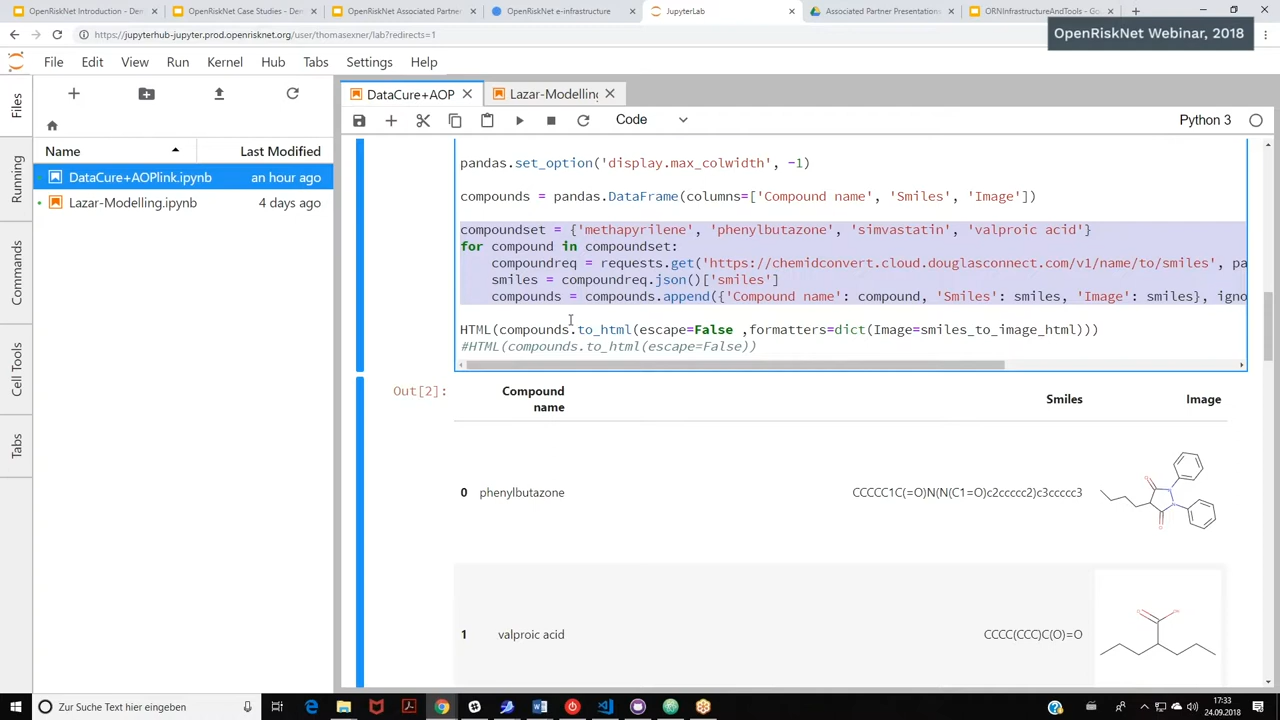 OpenRiskNet Introduction - Dem
OpenRiskNet Case Studies - Dem
OpenRiskNet Associated Partner
OpenRiskNet e-infrastructure
JupyterLab
Associated Partner Presentations
ORNInfrastructureAndTools - Go
https://jupyterhub-jupyter.prod.openrisknet.org/user/thomasexner/lab?redirects=1
OpenRiskNet Webinar, 2018
File Edit View Run Kernel Hub Tabs Settings Help
Files
Running
Commands
Cell Tools
Tabs
Name Last Modified
DataCure+AOPlink.ipynb an hour ago
Lazar-Modelling.ipynb 4 days ago
DataCure+AOP
Lazar-Modelling
Code
Python 3
pandas.set_option('display.max_colwidth', -1)
compounds = pandas.DataFrame(columns=['Compound name', 'Smiles', 'Image'])
compoundset = {'methapyrilene', 'phenylbutazone', 'simvastatin', 'valproic acid'}
for compound in compoundset:
compoundreq = requests.get('https://chemidconvert.cloud.douglasconnect.com/v1/name/to/smiles', pa
smiles = compoundreq.json()['smiles']
compounds = compounds.append({'Compound name': compound, 'Smiles': smiles, 'Image': smiles}, igno
HTML(compounds.to_html(escape=False ,formatters=dict(Image=smiles_to_image_html)))
#HTML(compounds.to_html(escape=False))
Out[2]:
Compound name Smiles Image
0 phenylbutazone CCCCC1C(=O)N(N(C1=O)c2ccccc2)c3ccccc3
1 valproic acid CCCC(CCC)C(O)=O
Zur Suche Text hier eingeben
17:33
24.09.2018